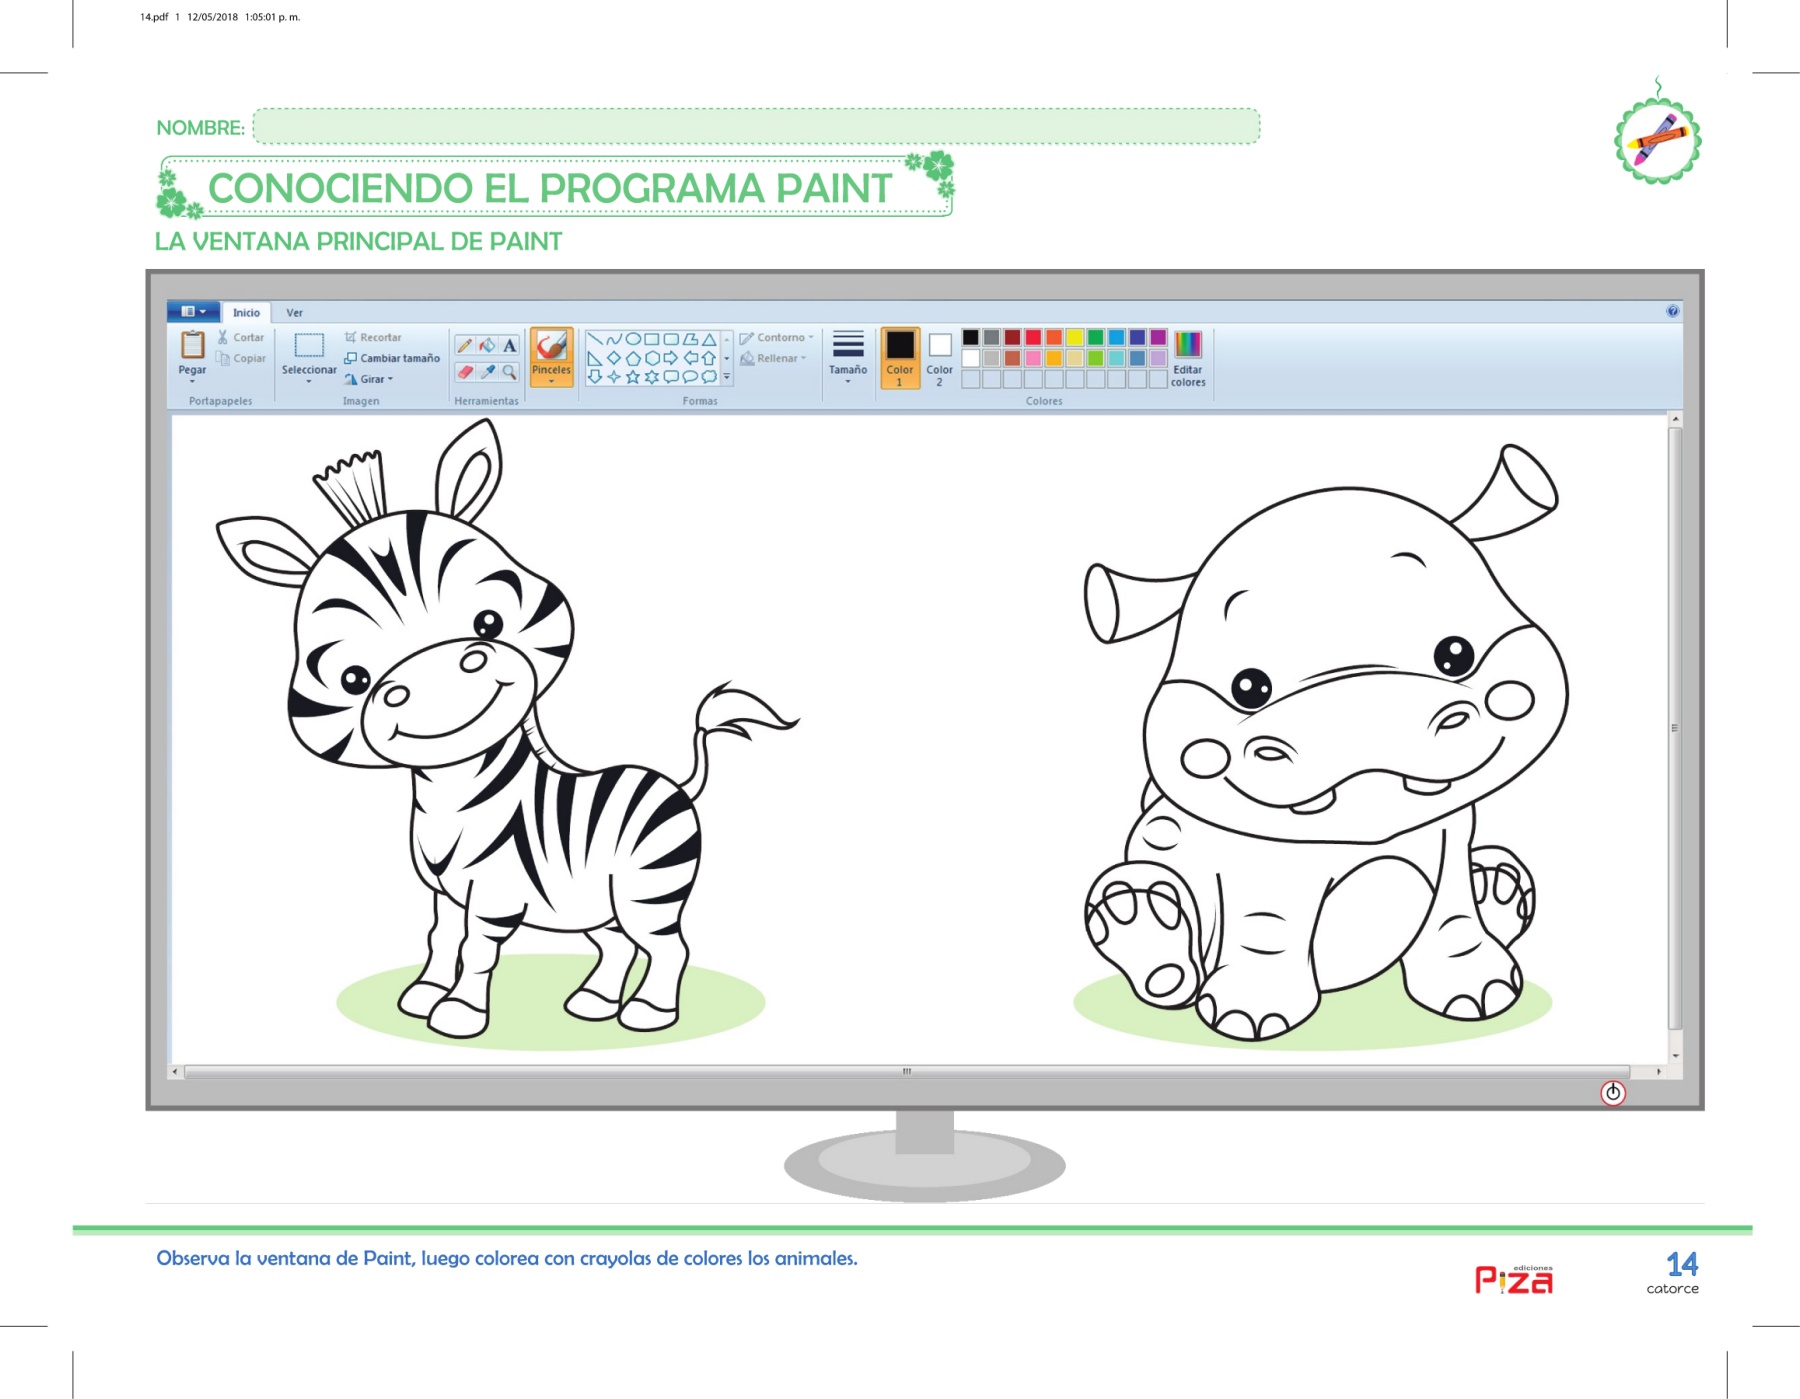 14.pdf 1 12/05/2018 1:05:01 p. m.
NOMBRE:
CONOCIENDO EL PROGRAMA PAINT
LA VENTANA PRINCIPAL DE PAINT
Inicio Ver
Pegar
Cortar
Copiar
Portapapeles
Seleccionar
Recortar
Cambiar tamaño
Girar
Imagen
A
Herramientas
Pinceles
Contorno
Rellenar
Formas
Tamaño
Color
1
Color
2
Editar
colores
Colores
Observa la ventana de Paint, luego colorea con crayolas de colores los animales.
ediciones
Piza
14
catorce